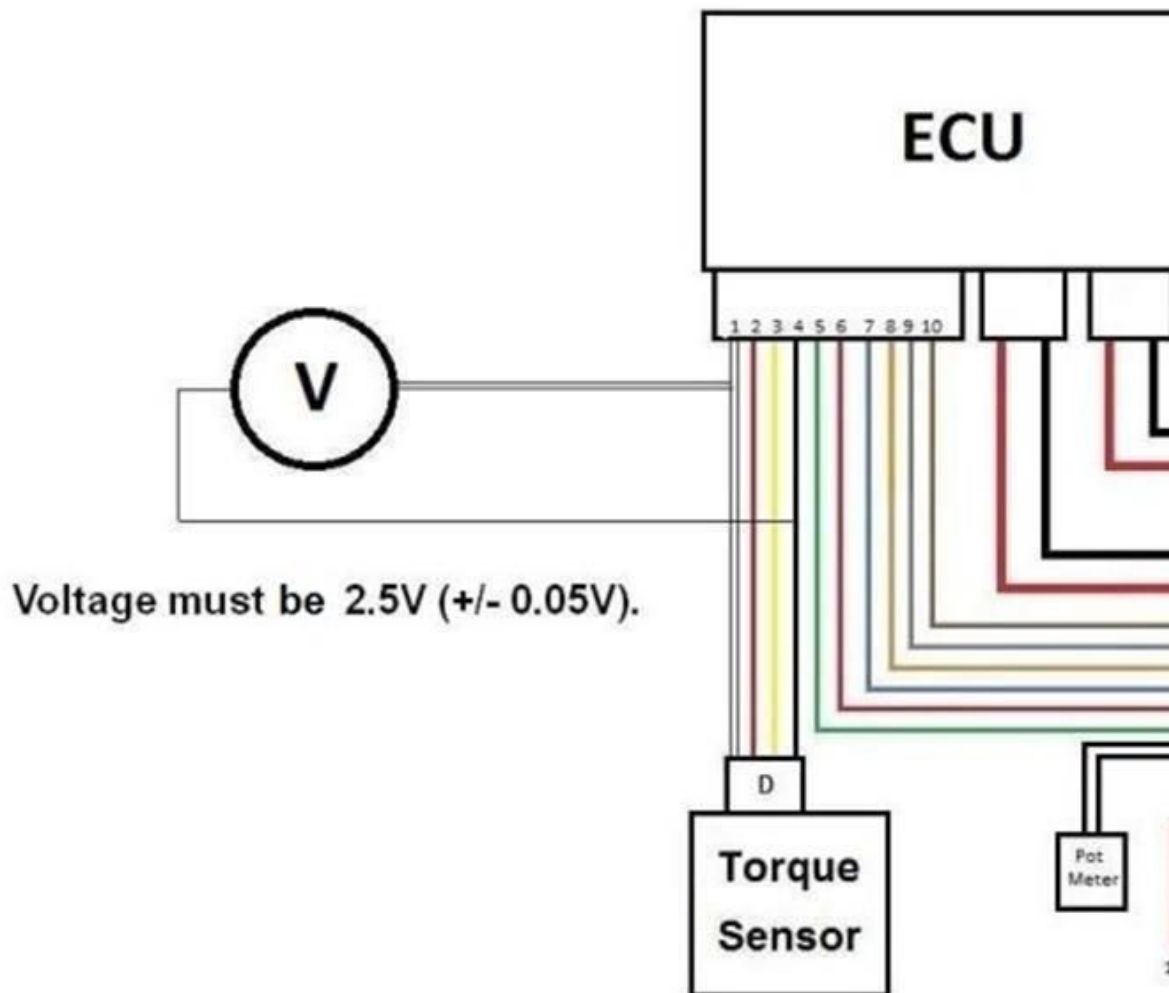 ECU
1 2 3 4 5 6 7 8 9 10
V
Voltage must be 2.5V (+/- 0.05V).
D
Torque
Sensor
Pot
Meter